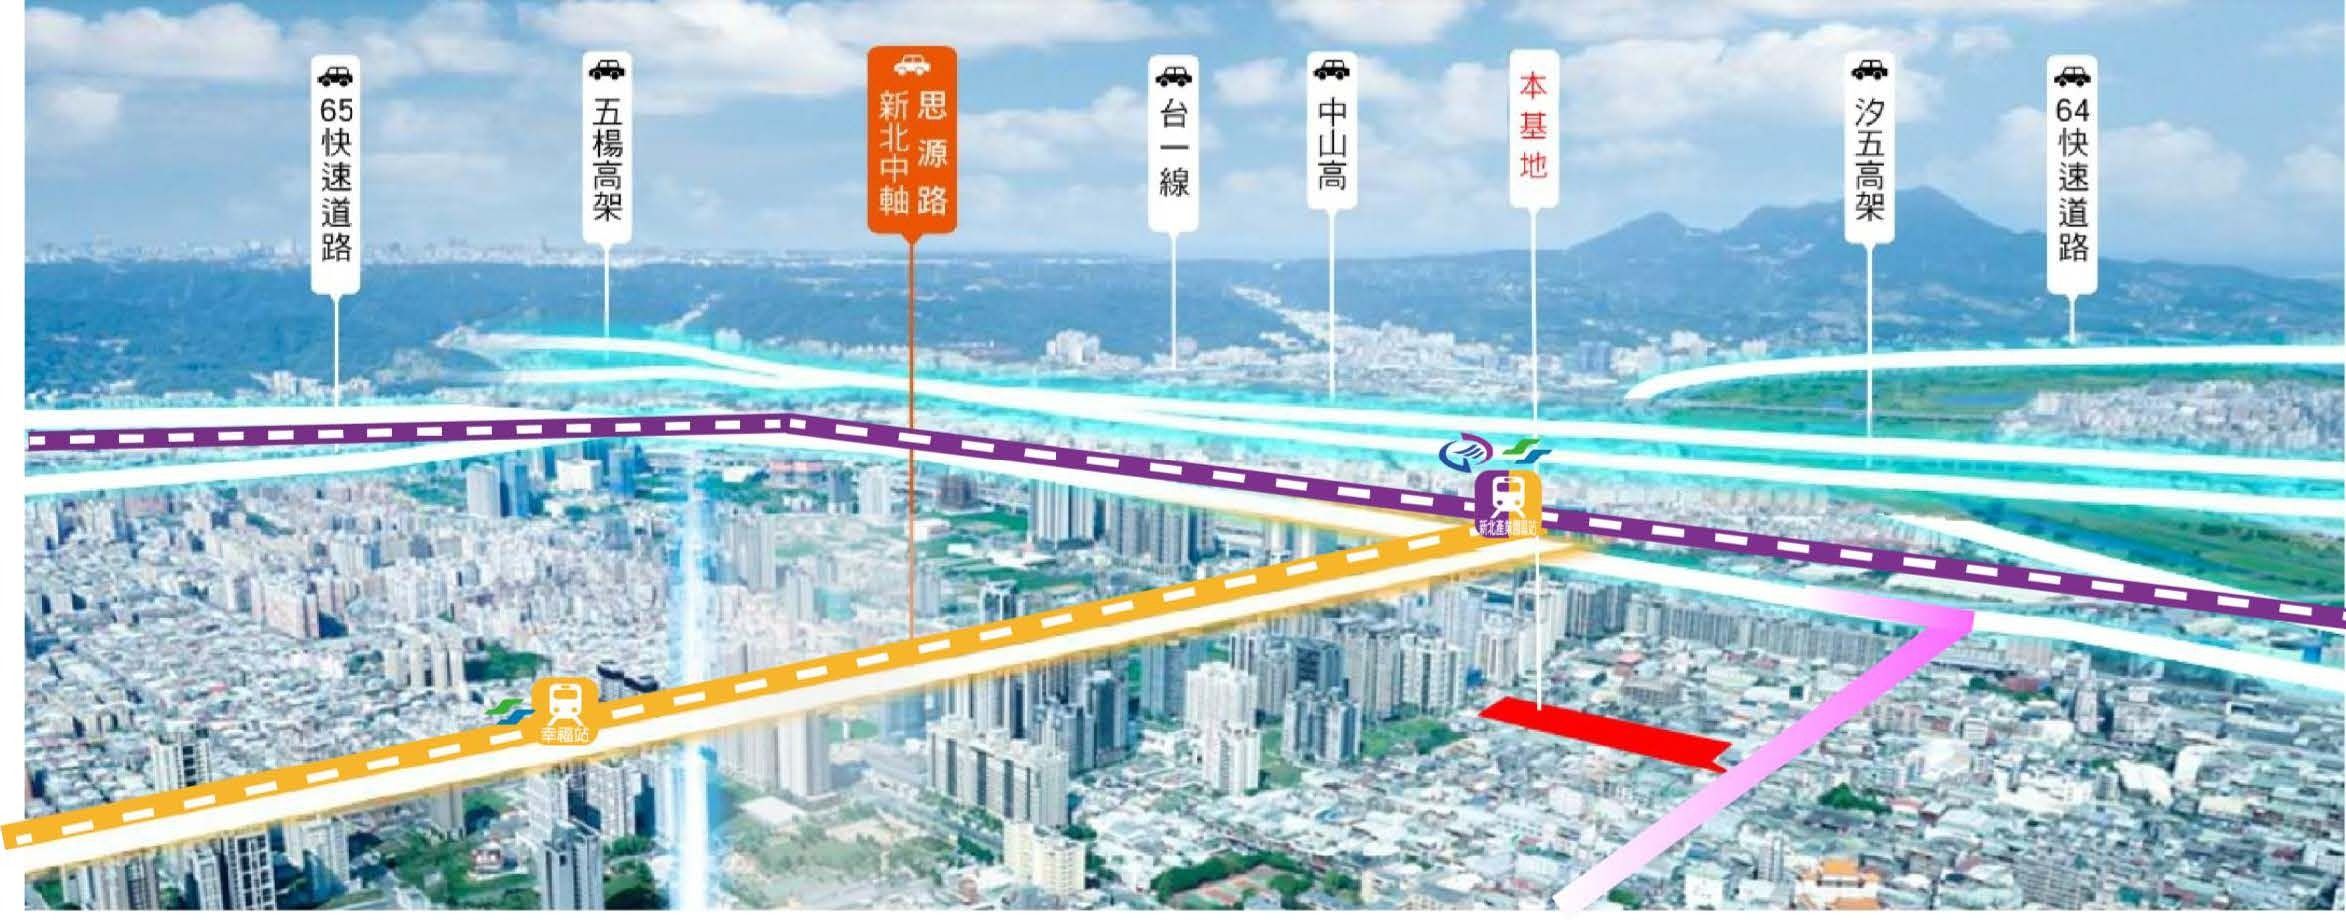 65快速道路
五楊高架
思源路
新北中軸
台一線
中山高
本基地
汐五高架
64快速道路
新北產業園區站
幸福站